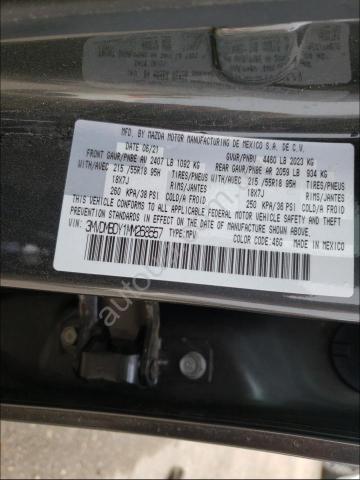 MFD. BY MAZDA MOTOR MANUFACTURING DE MEXICO S.A. DE C.V.
DATE: 06/21 GVWR/PNBV 4460 LB 2023 KG
FRONT GAWR/PNBE AV 2407 LB 1092 KG REAR GAWR/PNBE AR 2059 LB 934 KG
WITH/AVEC 215/55R18 95H TIRES/PNEUS WITH/AVEC 215/55R18 95H TIRES/PNEUS
18X7J RIMS/JANTES 18X7J RIMS/JANTES
250 KPA/36 PSI COLD/A FROID 250 KPA/36 PSI COLD/A FROID
THIS VEHICLE CONFORMS TO ALL APPLICABLE FEDERAL MOTOR VEHICLE SAFETY
AND THEFT PREVENTION STANDARDS IN EFFECT ON THE DATE OF MANUFACTURE SHOWN ABOVE.
VIN: 3MVDMBDY1MM258557 TYPE: MPV COLOR CODE: 46G MADE IN MEXICO